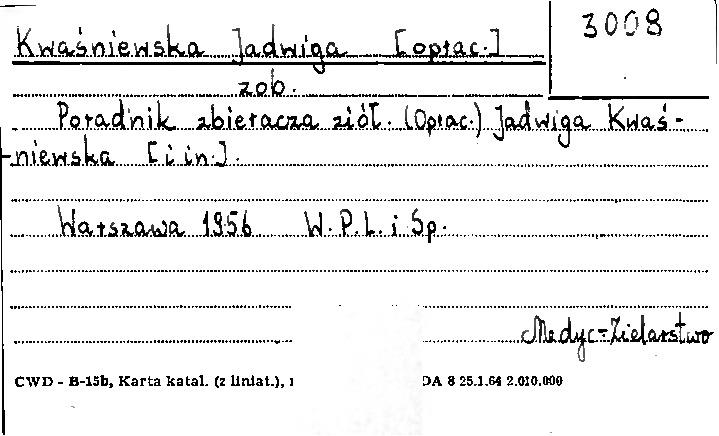 Kwaśniewska Jadwiga [oprac.]
3008
zob.
Poradnik zbieracza ziół. (Oprac.) Jadwiga Kwaś-
niewska [i in.].
Warszawa 1956 W.P.L. i Sp.
Medyc-Zielarstwo
CWD - B-15b, Karta katal. (z liniat.), DA 8 25.1.64 2.010.000